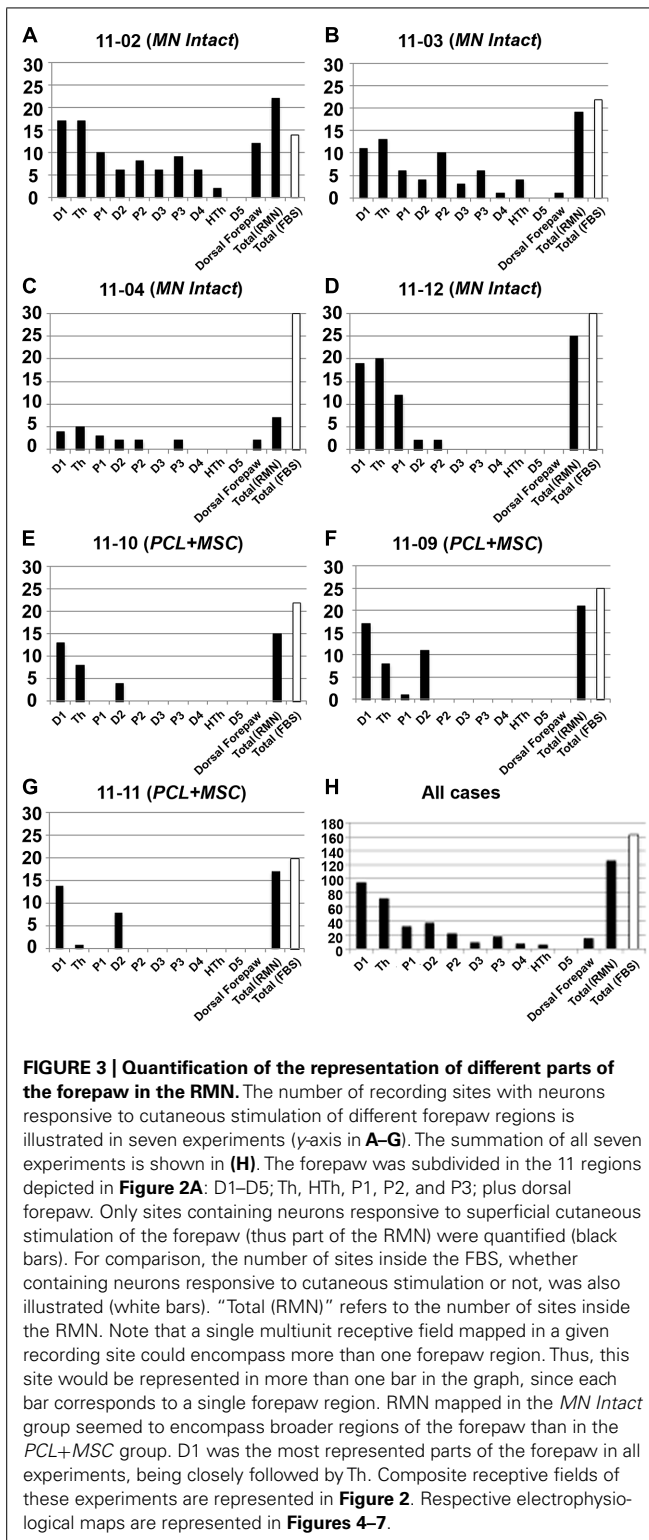 A
11-02 (MN Intact)
30
25
20
15
10
5
0
D1 Th P1 D2 P2 D3 P3 D4 HTh D5 Dorsal Forepaw Total (RMN) Total (FBS)
B
11-03 (MN Intact)
30
25
20
15
10
5
0
D1 Th P1 D2 P2 D3 P3 D4 HTh D5 Dorsal Forepaw Total (RMN) Total (FBS)
C
11-04 (MN Intact)
30
25
20
15
10
5
0
D1 Th P1 D2 P2 D3 P3 D4 HTh D5 Dorsal Forepaw Total (RMN) Total (FBS)
D
11-12 (MN Intact)
30
25
20
15
10
5
0
D1 Th P1 D2 P2 D3 P3 D4 HTh D5 Dorsal Forepaw Total (RMN) Total (FBS)
E
11-10 (PCL+MSC)
30
25
20
15
10
5
0
D1 Th P1 D2 P2 D3 P3 D4 HTh D5 Dorsal Forepaw Total (RMN) Total (FBS)
F
11-09 (PCL+MSC)
30
25
20
15
10
5
0
D1 Th P1 D2 P2 D3 P3 D4 HTh D5 Dorsal Forepaw Total (RMN) Total (FBS)
G
11-11 (PCL+MSC)
30
25
20
15
10
5
0
D1 Th P1 D2 P2 D3 P3 D4 HTh D5 Dorsal Forepaw Total (RMN) Total (FBS)
H
All cases
180
160
140
120
100
80
60
40
20
0
D1 Th P1 D2 P2 D3 P3 D4 HTh D5 Dorsal Forepaw Total (RMN) Total (FBS)
FIGURE 3 | Quantification of the representation of different parts of
the forepaw in the RMN. The number of recording sites with neurons
responsive to cutaneous stimulation of different forepaw regions is
illustrated in seven experiments (y-axis in A–G). The summation of all seven
experiments is shown in (H). The forepaw was subdivided in the 11 regions
depicted in Figure 2A: D1–D5; Th, HTh, P1, P2, and P3; plus dorsal
forepaw. Only sites containing neurons responsive to superficial cutaneous
stimulation of the forepaw (thus part of the RMN) were quantified (black
bars). For comparison, the number of sites inside the FBS, whether
containing neurons responsive to cutaneous stimulation or not, was also
illustrated (white bars). “Total (RMN)” refers to the number of sites inside
the RMN. Note that a single multiunit receptive field mapped in a given
recording site could encompass more than one forepaw region. Thus, this
site would be represented in more than one bar in the graph, since each
bar corresponds to a single forepaw region. RMN mapped in the MN Intact
group seemed to encompass broader regions of the forepaw than in the
PCL+MSC group. D1 was the most represented parts of the forepaw in all
experiments, being closely followed by Th. Composite receptive fields of
these experiments are represented in Figure 2. Respective electrophysio-
logical maps are represented in Figures 4–7.